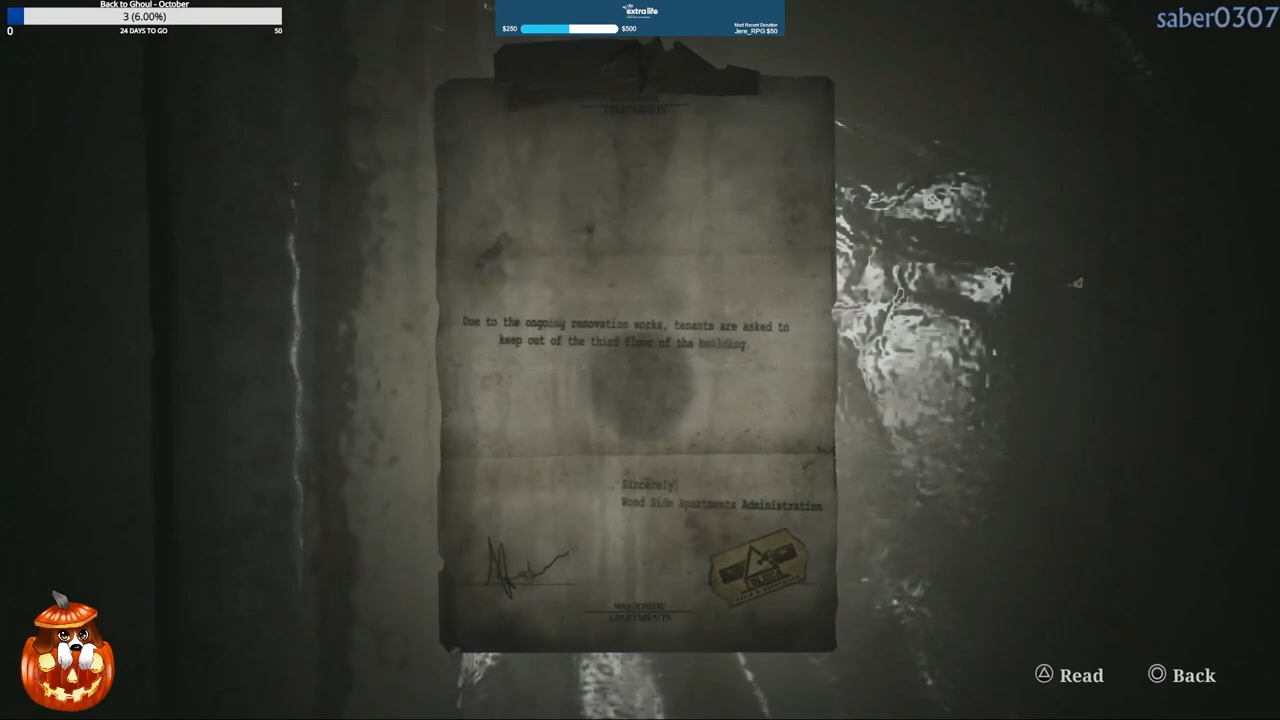 Back to Ghoul - October
3 (6.00%)
0
24 DAYS TO GO
50
extralife
$250
$500
Most Recent Donation
Jere_RPG $50
saber0307
WOODSIDE
APARTMENTS
Due to the ongoing renovation works, tenants are asked to
keep out of the third floor of the building.
Sincerely
Wood Side Apartments Administration
WOODSIDE
APARTMENTS
Read
Back